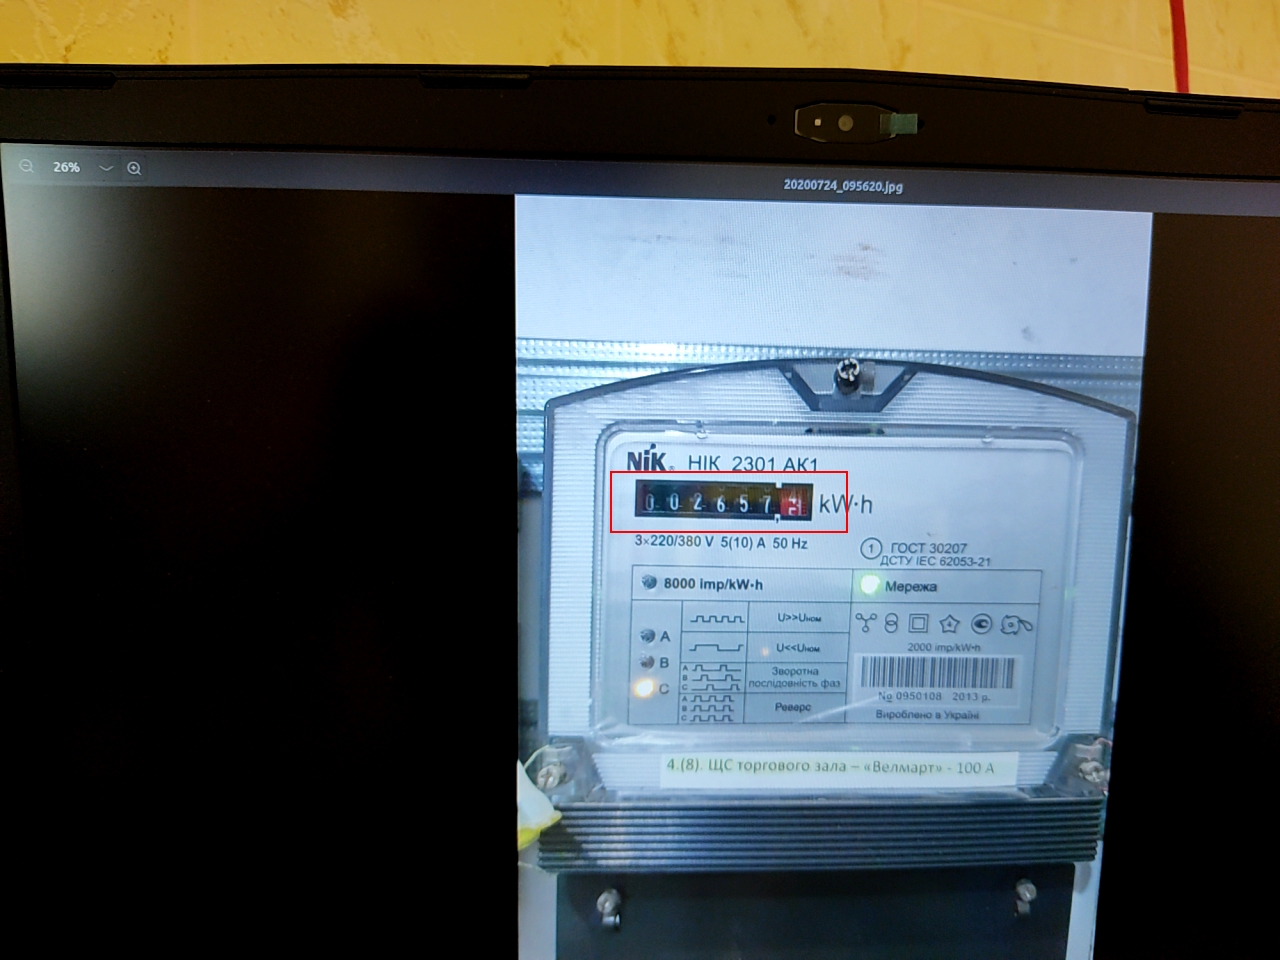 26%
20200724_095620.jpg
NiK НІК 2301 АК1
002657, kW·h
3×220/380 V 5(10) A 50 Hz
1 ГОСТ 30207
ДСТУ IEC 62053-21
8000 imp/kW·h
Мережа
U>>Uном
A
U<<Uном
2000 imp/kW·h
B
A B C
Зворотна послідовність фаз
C
№ 0950108 2013 р.
A B C
Реверс
Вироблено в Україні
4.(8). ЩС торгового зала – «Велмарт» - 100 А